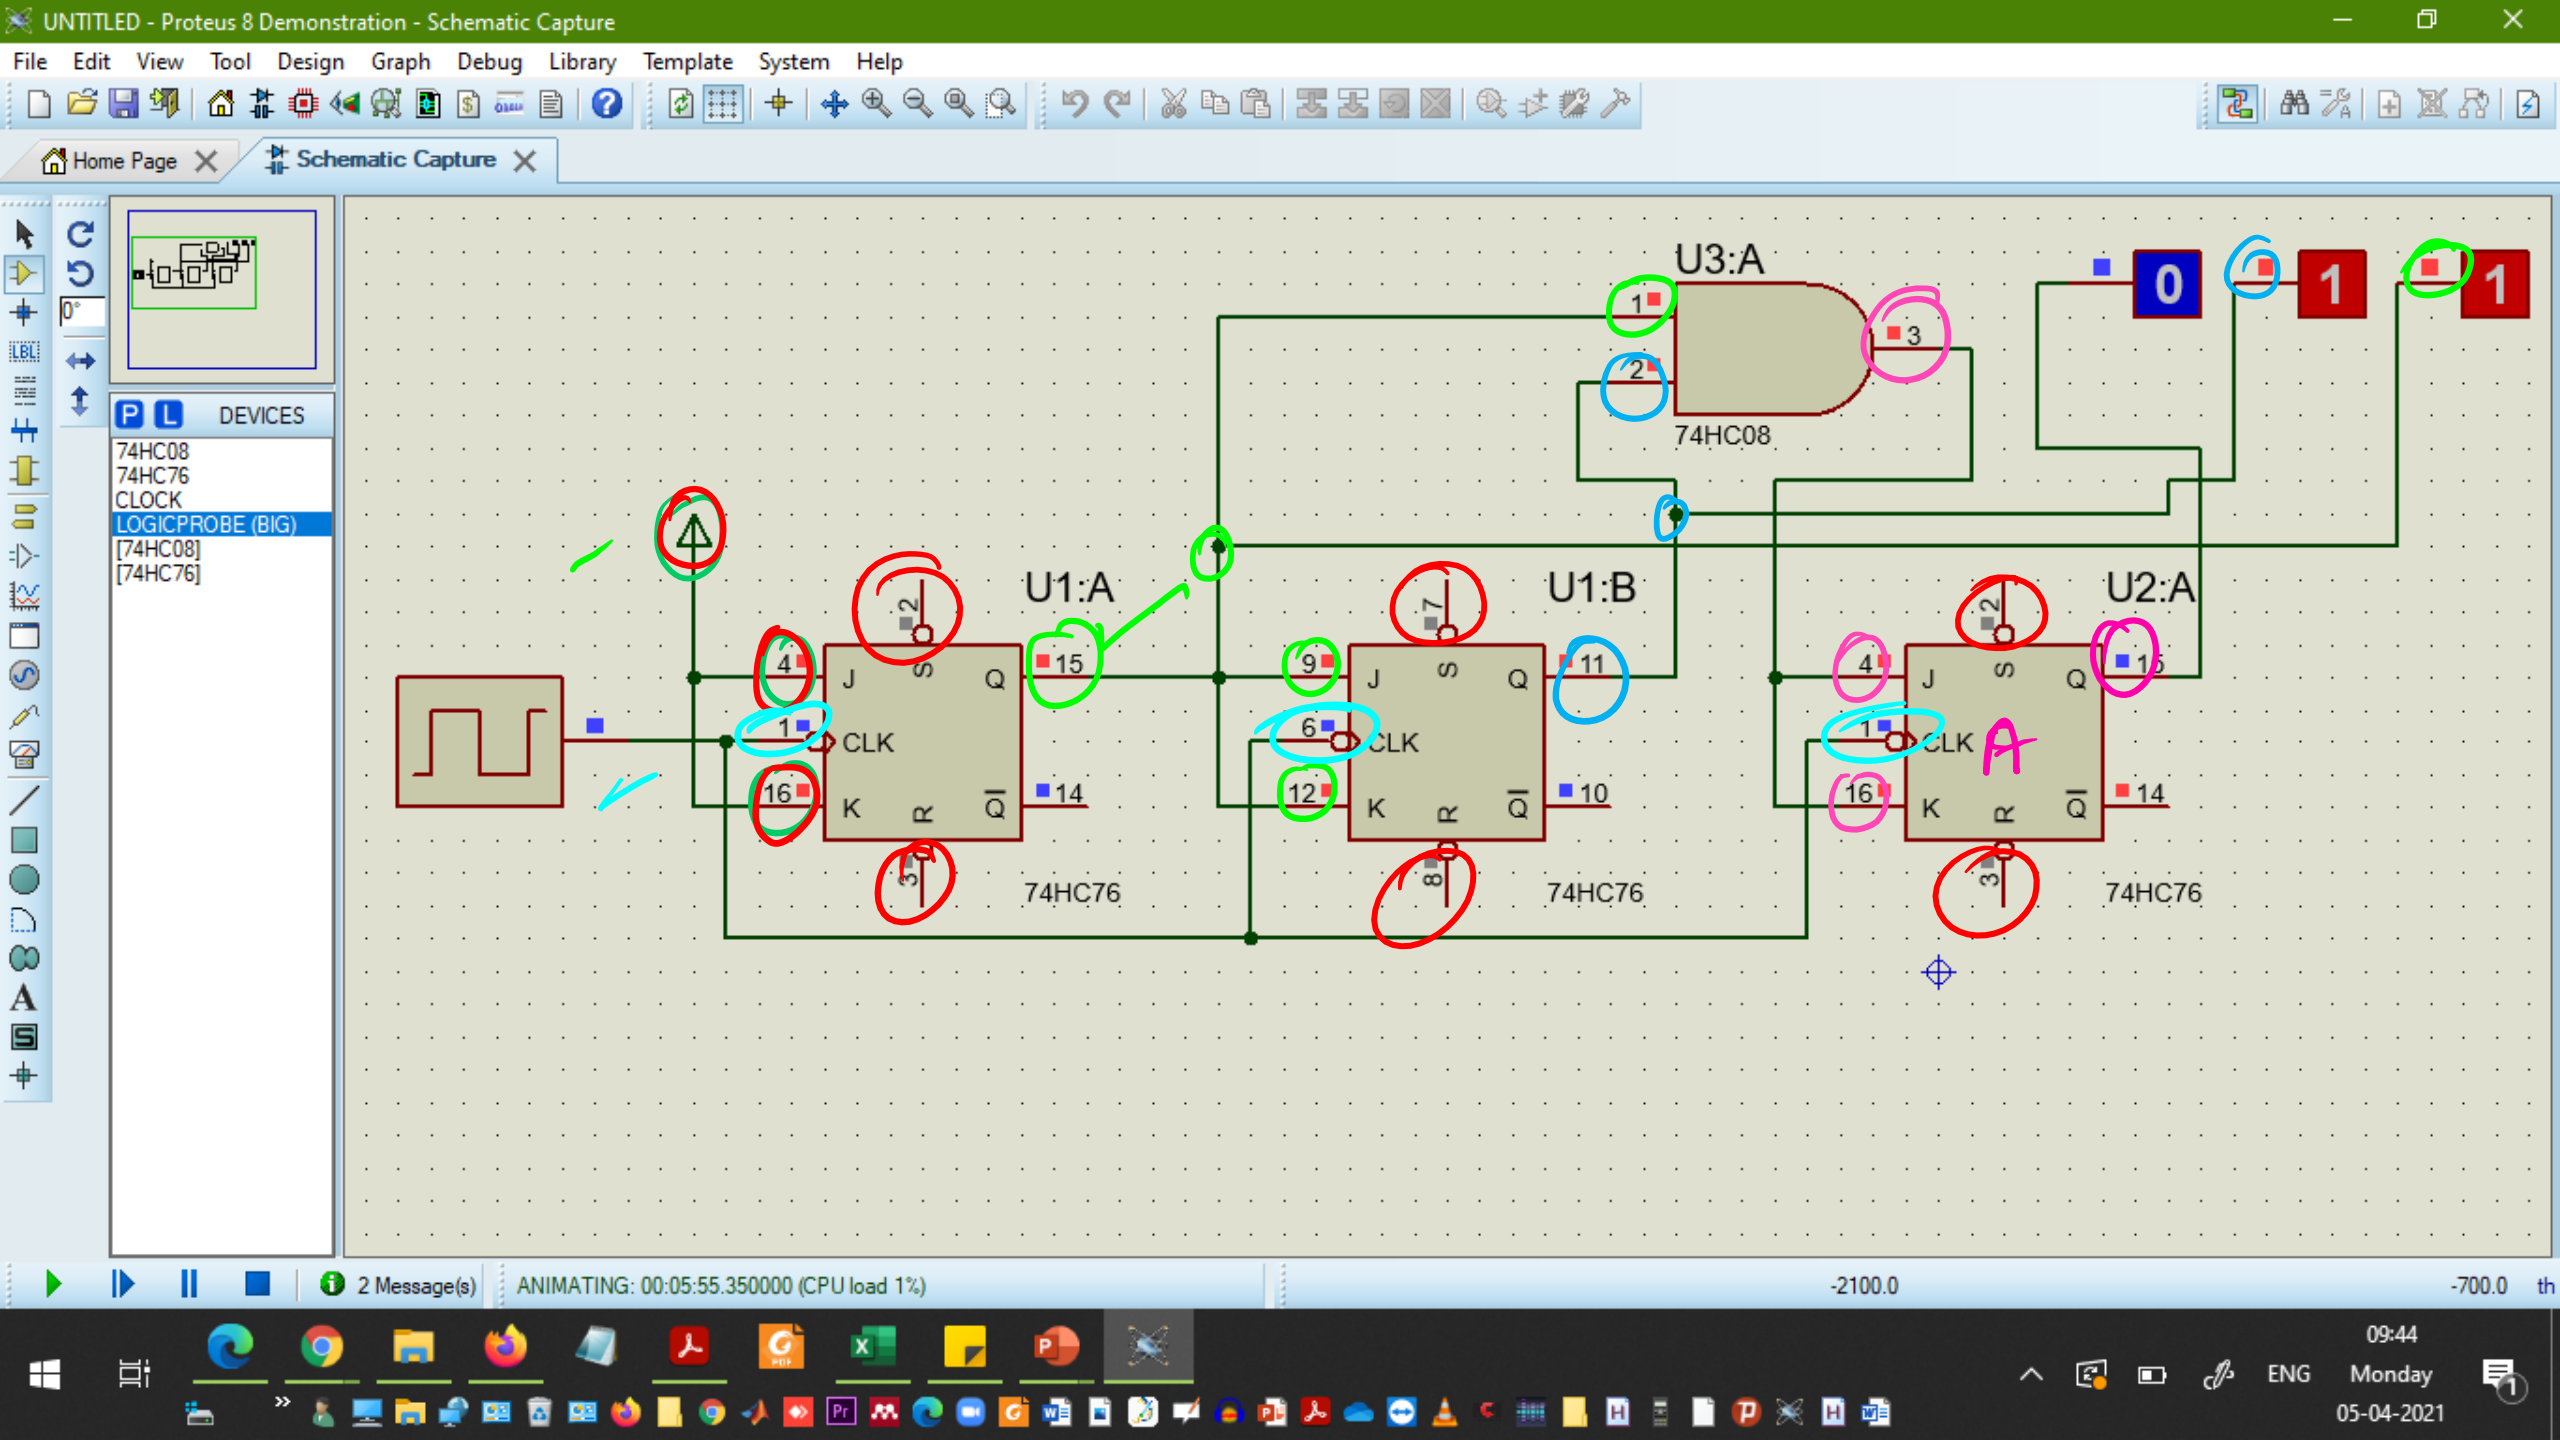 UNTITLED - Proteus 8 Demonstration - Schematic Capture
File Edit View Tool Design Graph Debug Library Template System Help
Home Page
Schematic Capture
0°
LBL
P L DEVICES
74HC08
74HC76
CLOCK
LOGICPROBE (BIG)
[74HC08]
[74HC76]
U3:A
1
2
3
74HC08
0
1
1
U1:A
2
4
J
S
Q
15
1
CLK
16
K
R
Q
14
3
74HC76
U1:B
7
9
J
S
Q
11
6
CLK
12
K
R
Q
10
8
74HC76
U2:A
2
4
J
S
Q
15
1
CLK
A
16
K
R
Q
14
3
74HC76
2 Message(s)
ANIMATING: 00:05:55.350000 (CPU load 1%)
-2100.0
-700.0
th
09:44
ENG
Monday
05-04-2021
1